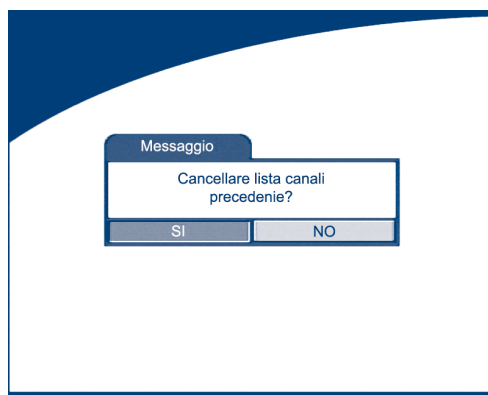 Messaggio
Cancellare lista canali
precedenie?
SI
NO